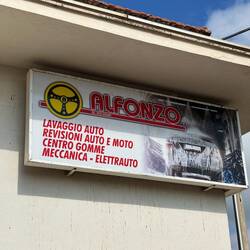 ALFONZO
LAVAGGIO AUTO
REVISIONI AUTO E MOTO
CENTRO GOMME
MECCANICA - ELETTRAUTO